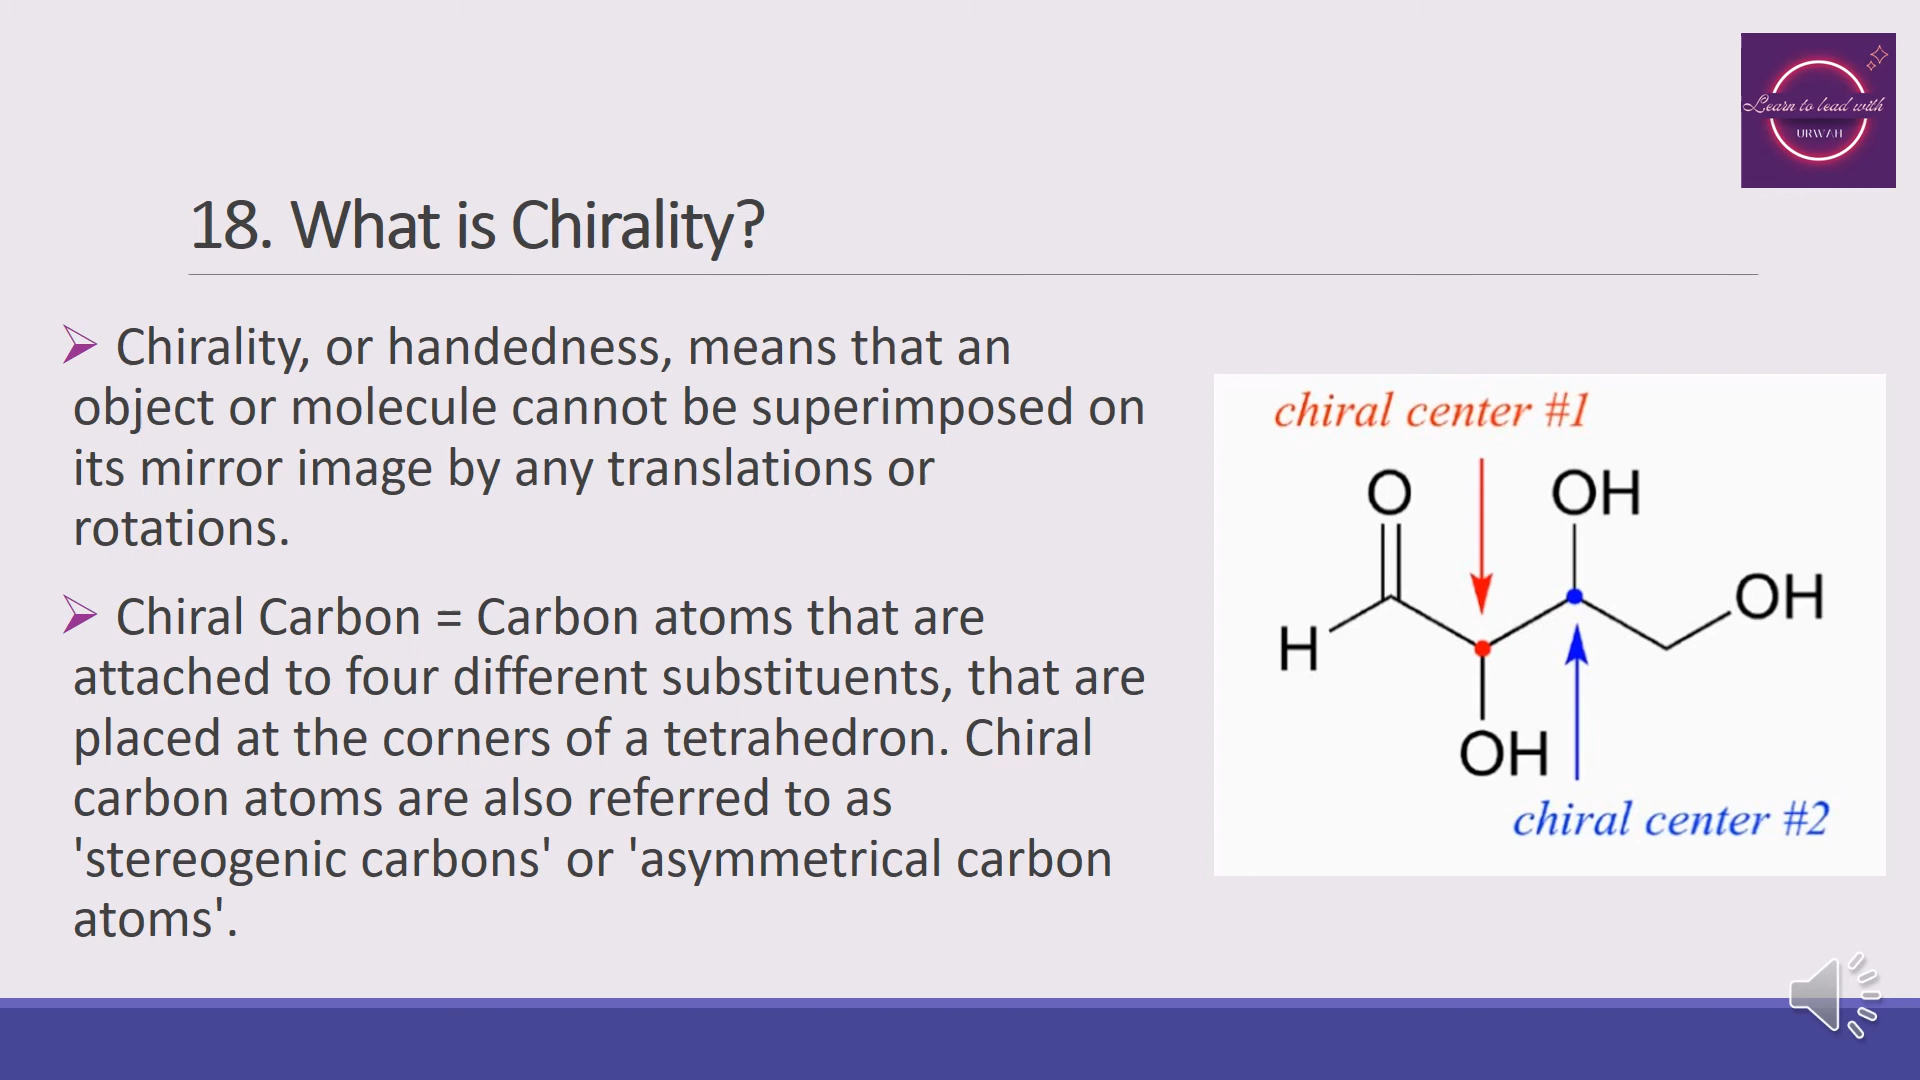 Learn to lead with
URWAH
18. What is Chirality?
Chirality, or handedness, means that an
object or molecule cannot be superimposed on
its mirror image by any translations or
rotations.
Chiral Carbon = Carbon atoms that are
attached to four different substituents, that are
placed at the corners of a tetrahedron. Chiral
carbon atoms are also referred to as
'stereogenic carbons' or 'asymmetrical carbon
atoms'.
chiral center #1
O
OH
OH
H
OH
chiral center #2